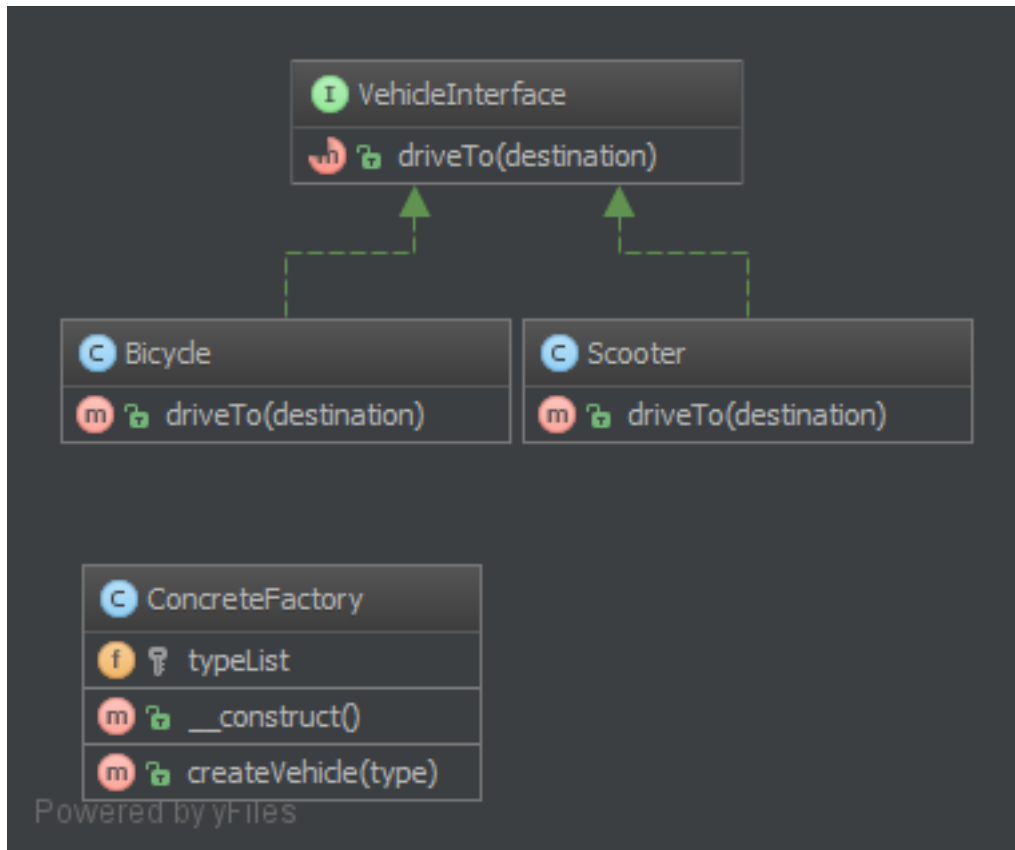 I VehicleInterface
m driveTo(destination)
C Bicycle
m driveTo(destination)
C Scooter
m driveTo(destination)
C ConcreteFactory
f typeList
m __construct()
m createVehicle(type)
Powered by yFiles